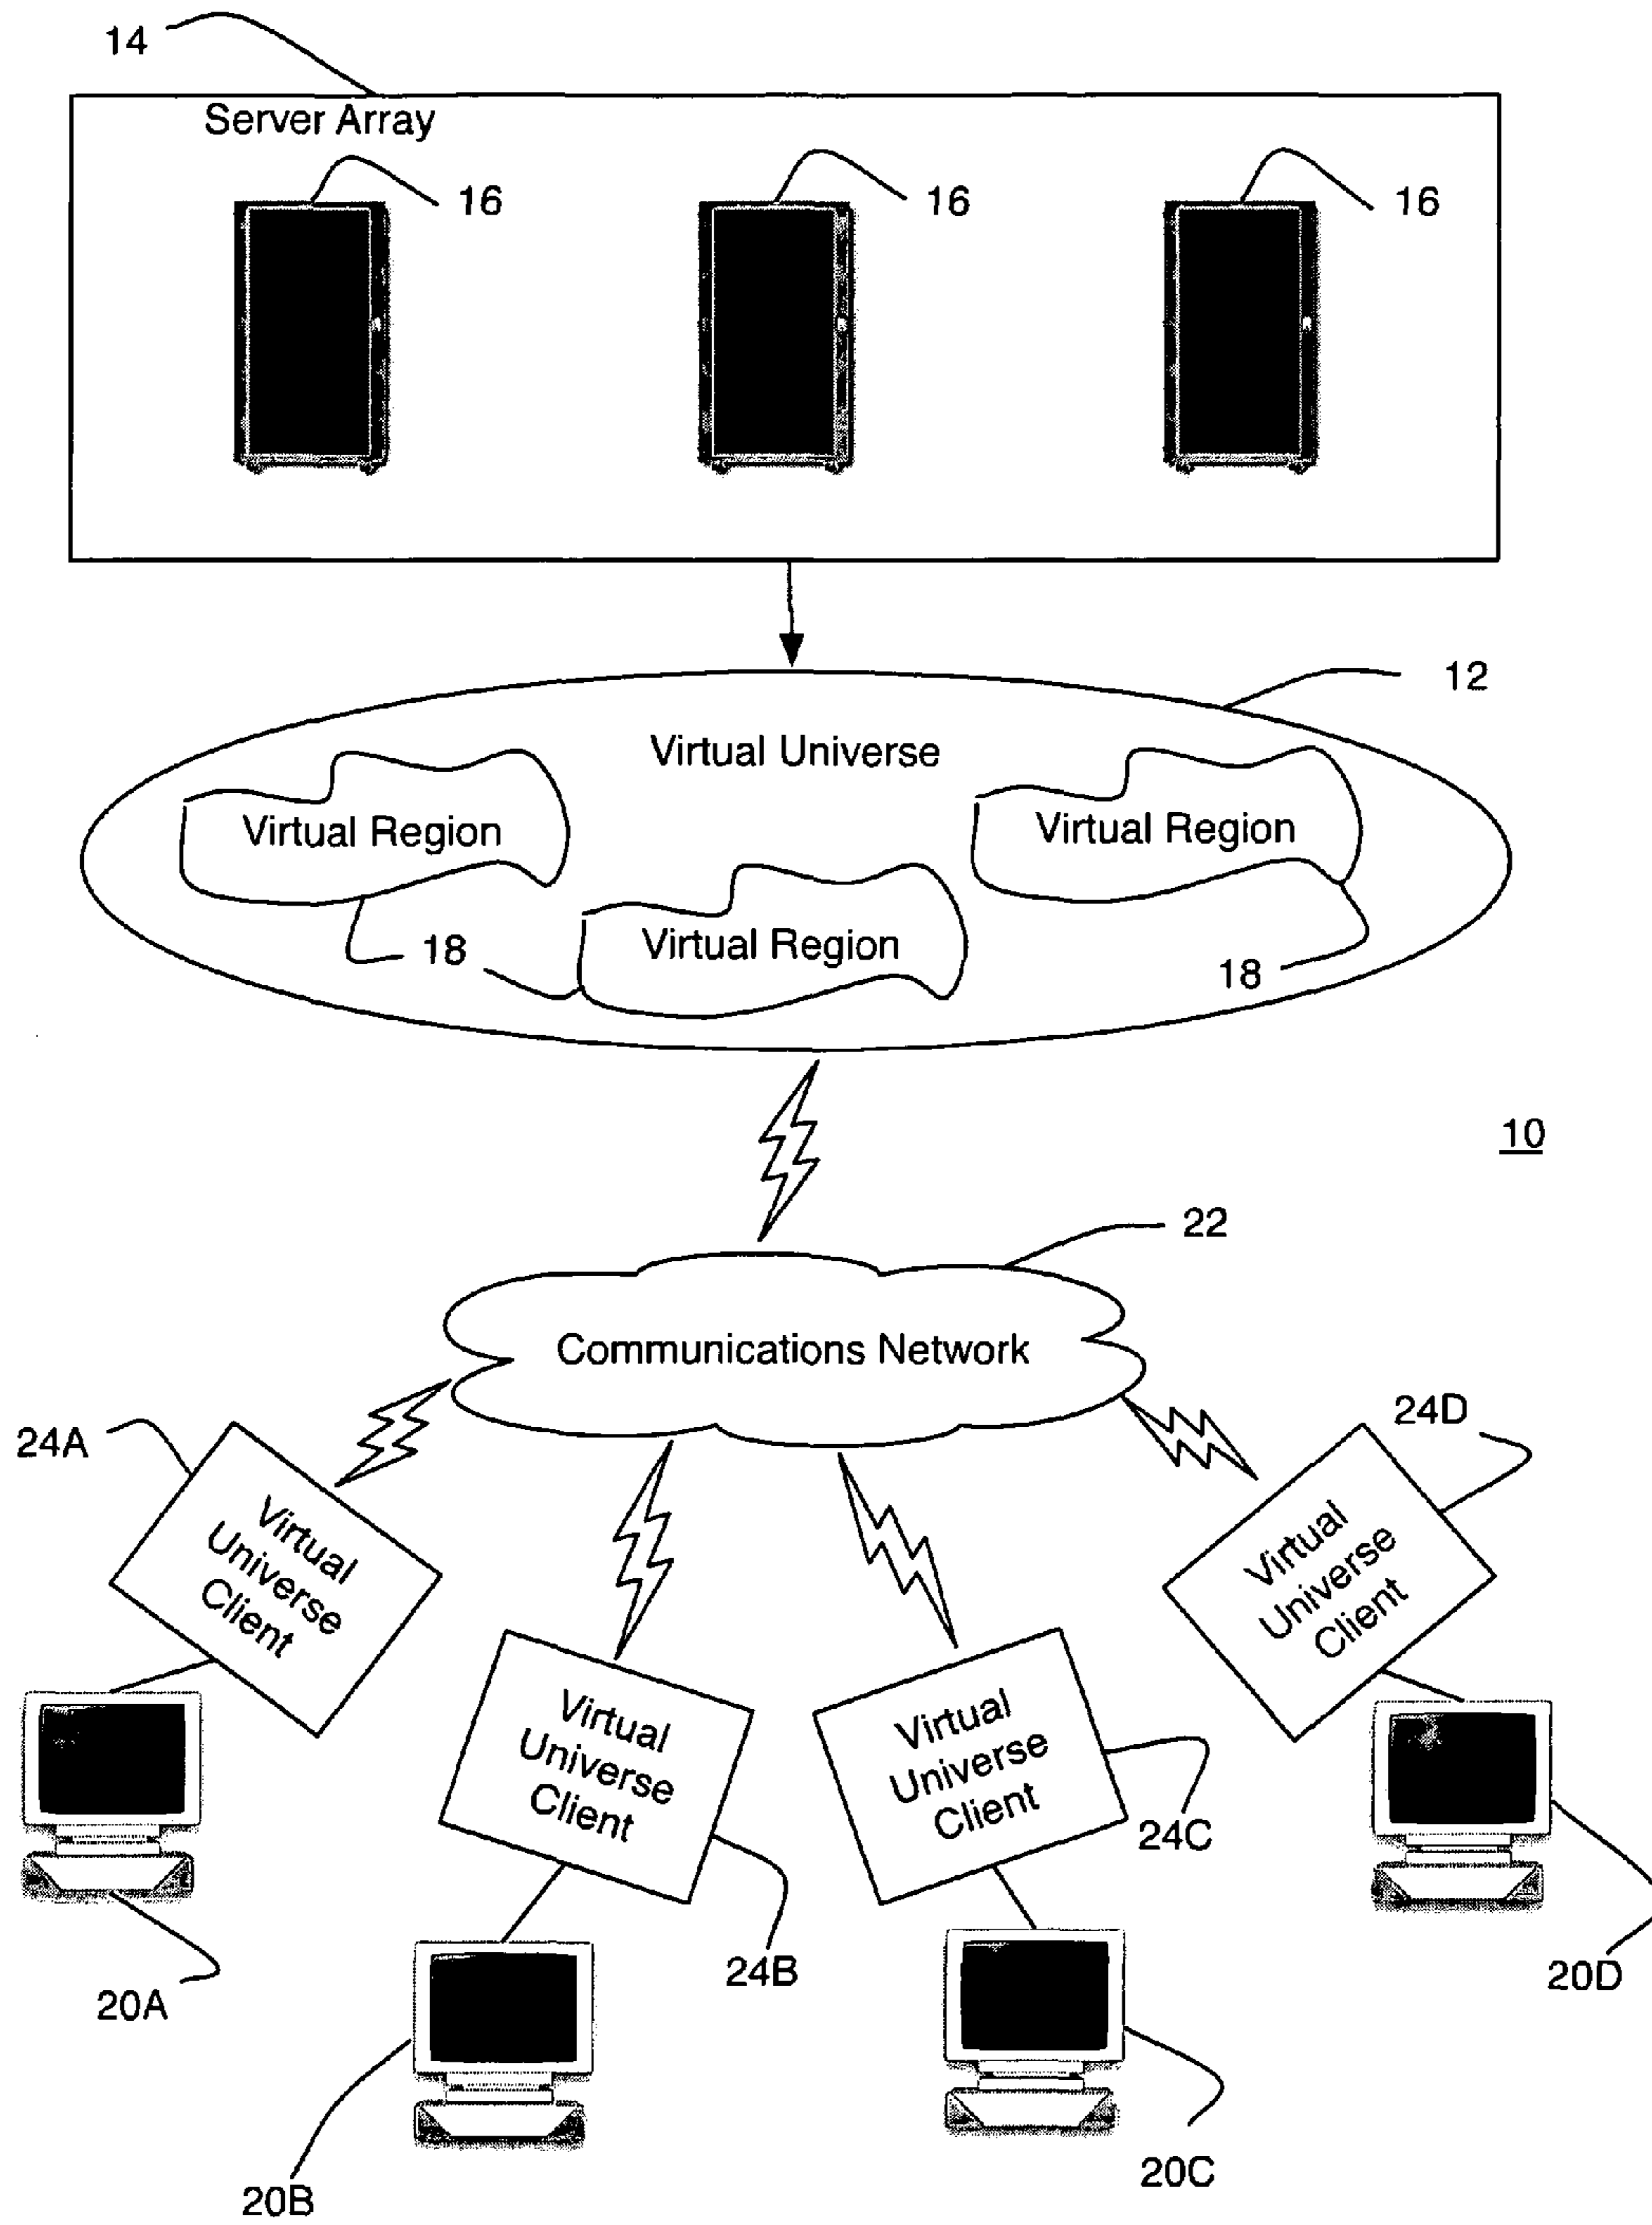 14
Server Array
16
16
16
12
Virtual Universe
Virtual Region
Virtual Region
Virtual Region
18
18
10
22
Communications Network
24A
24D
Virtual
Universe
Client
Virtual
Universe
Client
Virtual
Universe
Client
Virtual
Universe
Client
24C
24B
20A
20D
20B
20C